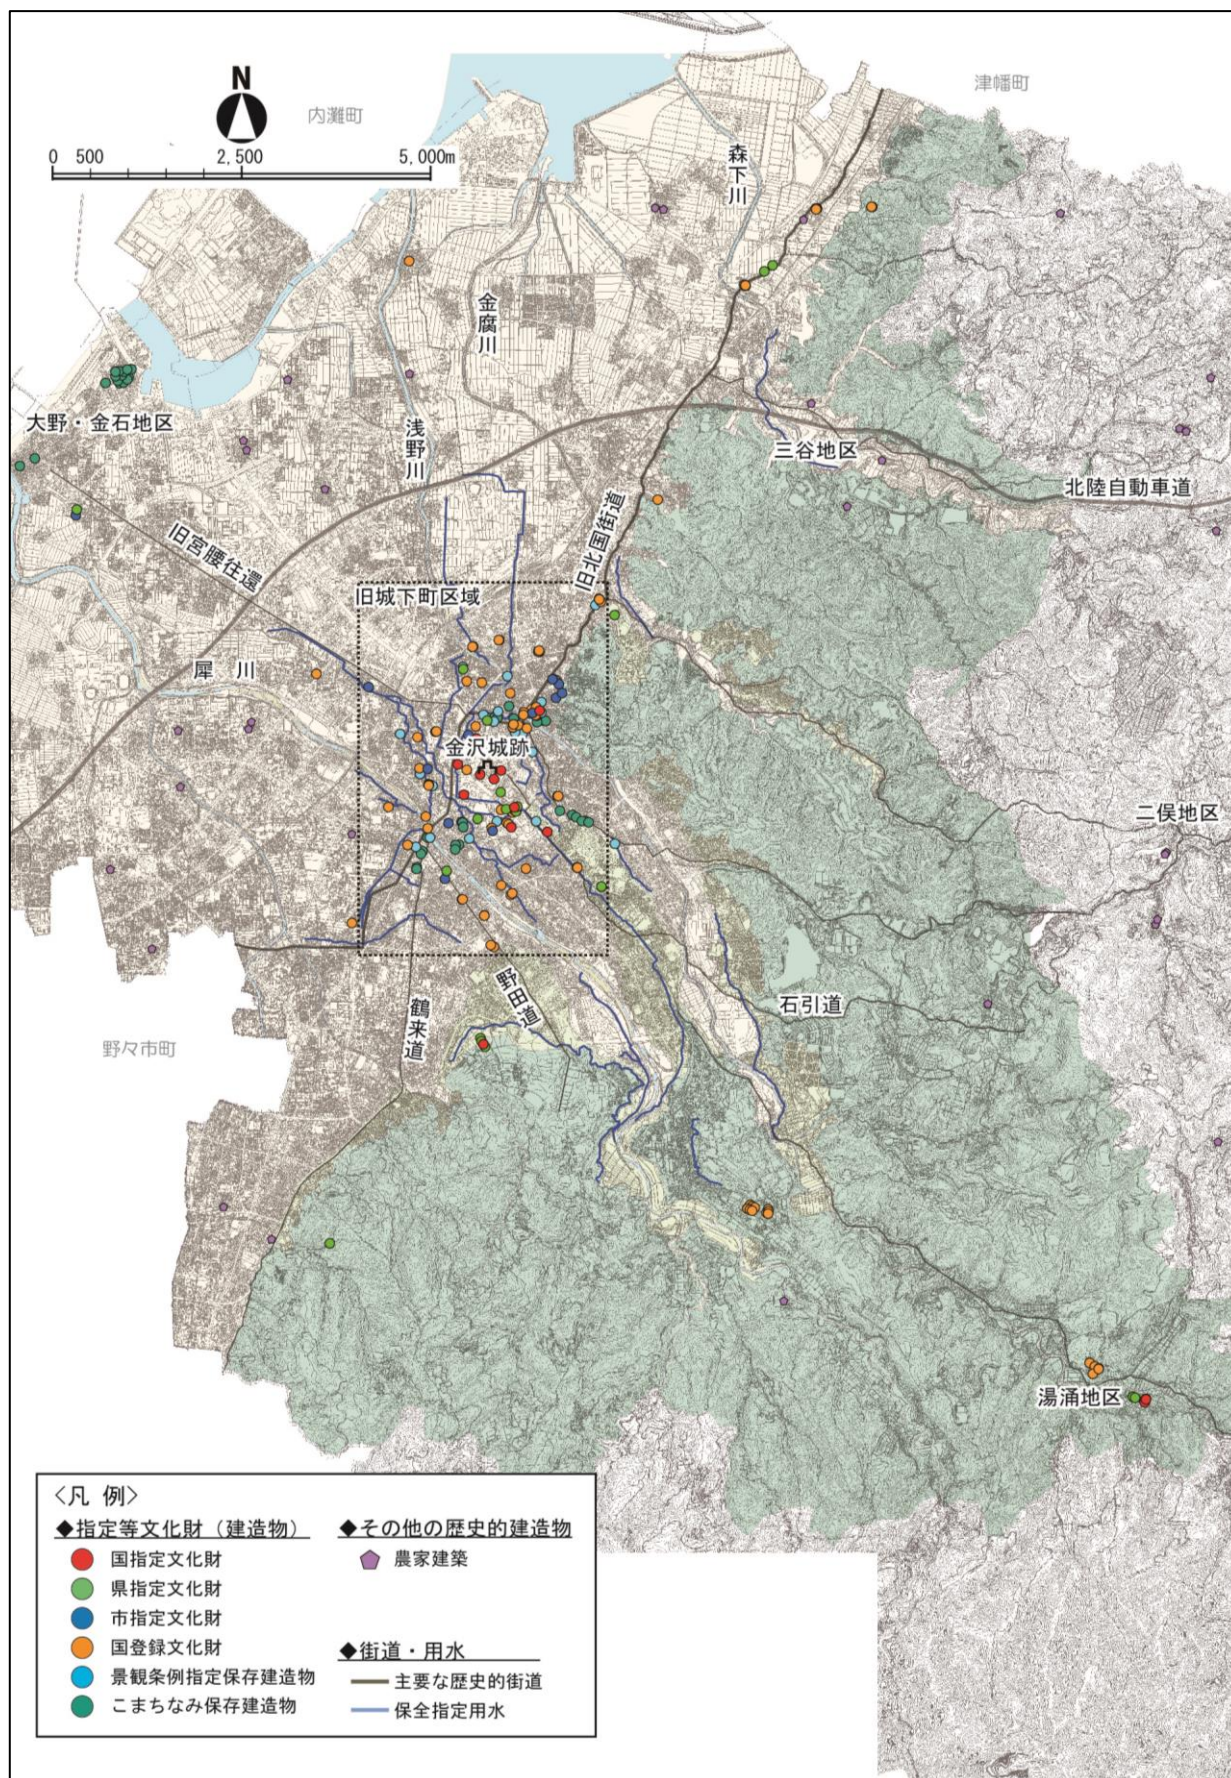 津幡町
N
内灘町
0 500 2,500 5,000m
森下川
金腐川
大野・金石地区
浅野川
三谷地区
北陸自動車道
旧北国街道
旧宮腰往還
旧城下町区域
犀 川
金沢城跡
二俣地区
石引道
野田道
鶴来道
野々市町
湯涌地区
<凡 例>
◆指定等文化財（建造物）
国指定文化財
県指定文化財
市指定文化財
国登録文化財
景観条例指定保存建造物
こまちなみ保存建造物
◆その他の歴史的建造物
農家建築
◆街道・用水
主要な歴史的街道
保全指定用水